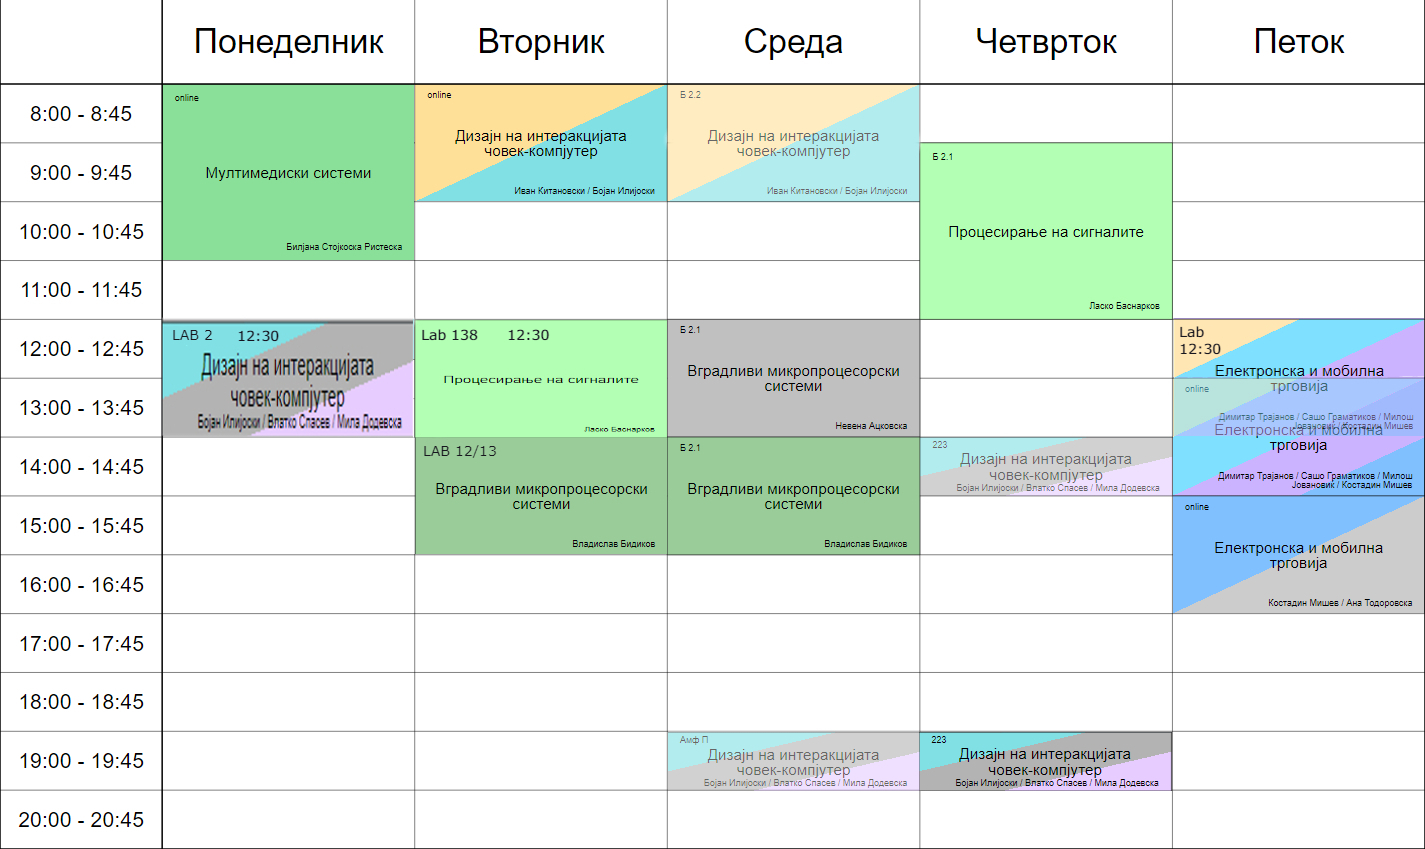 Понеделник
Вторник
Среда
Четврток
Петок
8:00 - 8:45
9:00 - 9:45
10:00 - 10:45
11:00 - 11:45
12:00 - 12:45
13:00 - 13:45
14:00 - 14:45
15:00 - 15:45
16:00 - 16:45
17:00 - 17:45
18:00 - 18:45
19:00 - 19:45
20:00 - 20:45
online
Мултимедиски системи
Билјана Стојкоска Ристеска
LAB 2 12:30
Дизајн на интеракцијата
човек-компјутер
Бојан Илијоски / Влатко Спасев / Мила Додевска
online
Дизајн на интеракцијата
човек-компјутер
Иван Китановски / Бојан Илијоски
Lab 138 12:30
Процесирање на сигналите
Ласко Баснарков
LAB 12/13
Вградливи микропроцесорски
системи
Владислав Бидиков
Б 2.2
Дизајн на интеракцијата
човек-компјутер
Иван Китановски / Бојан Илијоски
Б 2.1
Вградливи микропроцесорски
системи
Невена Ацковска
Б 2.1
Вградливи микропроцесорски
системи
Владислав Бидиков
Амф П
Дизајн на интеракцијата
човек-компјутер
Бојан Илијоски / Влатко Спасев / Мила Додевска
Б 2.1
Процесирање на сигналите
Ласко Баснарков
223
Дизајн на интеракцијата
човек-компјутер
Бојан Илијоски / Влатко Спасев / Мила Додевска
223
Дизајн на интеракцијата
човек-компјутер
Бојан Илијоски / Влатко Спасев / Мила Додевска
Lab
12:30
Електронска и мобилна
трговија
online
Димитар Трајанов / Сашо Граматиков / Милош
Јовановик / Костадин Мишев
Електронска и мобилна
трговија
Димитар Трајанов / Сашо Граматиков / Милош
Јовановик / Костадин Мишев
online
Електронска и мобилна
трговија
Костадин Мишев / Ана Тодоровска